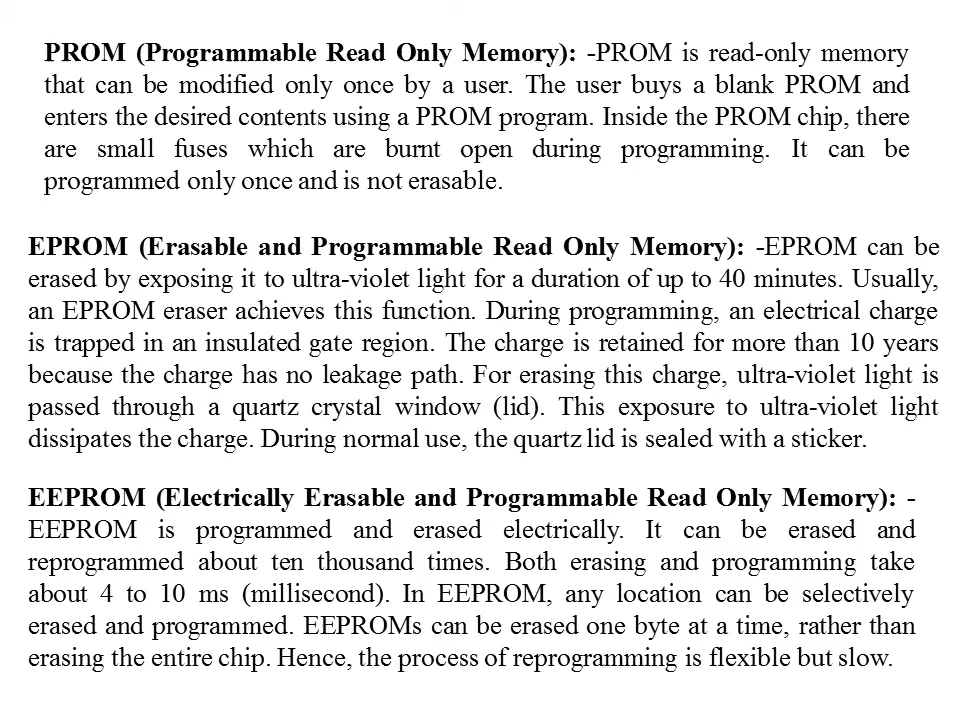 PROM (Programmable Read Only Memory): -PROM is read-only memory
that can be modified only once by a user. The user buys a blank PROM and
enters the desired contents using a PROM program. Inside the PROM chip, there
are small fuses which are burnt open during programming. It can be
programmed only once and is not erasable.
EPROM (Erasable and Programmable Read Only Memory): -EPROM can be
erased by exposing it to ultra-violet light for a duration of up to 40 minutes. Usually,
an EPROM eraser achieves this function. During programming, an electrical charge
is trapped in an insulated gate region. The charge is retained for more than 10 years
because the charge has no leakage path. For erasing this charge, ultra-violet light is
passed through a quartz crystal window (lid). This exposure to ultra-violet light
dissipates the charge. During normal use, the quartz lid is sealed with a sticker.
EEPROM (Electrically Erasable and Programmable Read Only Memory): -
EEPROM is programmed and erased electrically. It can be erased and
reprogrammed about ten thousand times. Both erasing and programming take
about 4 to 10 ms (millisecond). In EEPROM, any location can be selectively
erased and programmed. EEPROMs can be erased one byte at a time, rather than
erasing the entire chip. Hence, the process of reprogramming is flexible but slow.